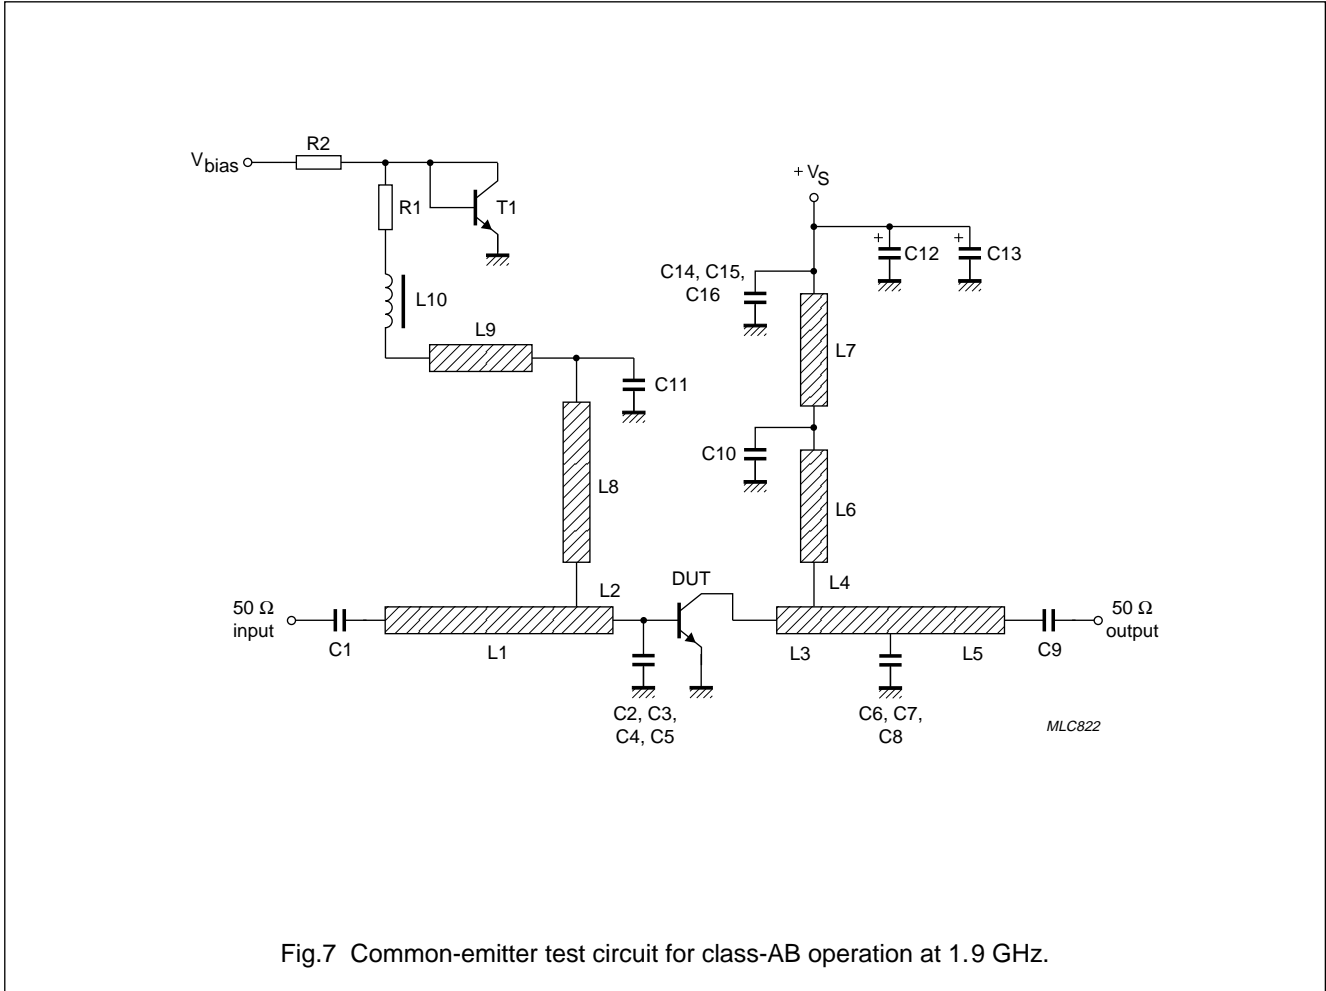 R2
Vbias
R1
T1
+ VS
+
C12
+
C13
C14, C15,
C16
L10
L9
L7
C11
C10
L8
L6
DUT
L2
L4
50 Ω
input
50 Ω
output
C1
L1
L3
L5
C9
C2, C3,
C4, C5
C6, C7,
C8
MLC822
Fig.7 Common-emitter test circuit for class-AB operation at 1.9 GHz.